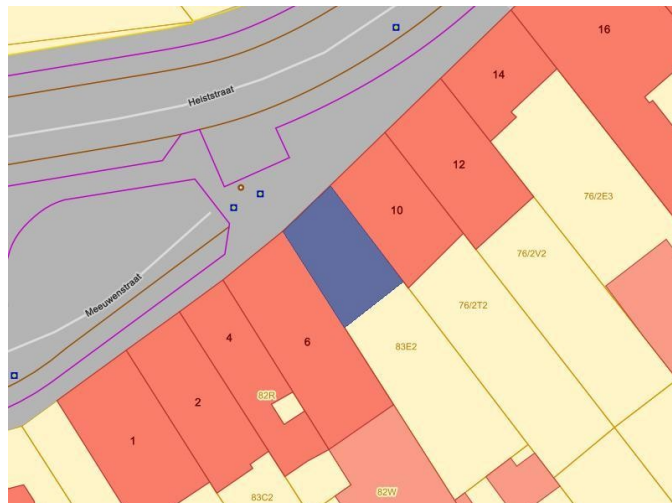 16
14
Heiststraat
12
76/2E3
10
76/2V2
Meeuwenstraat
76/2T2
4
6
83E2
82R
2
1
82W
83C2